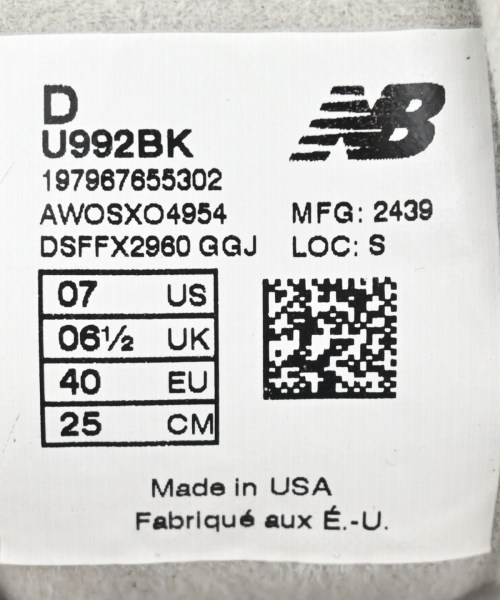 D
NB
U992BK
197967655302
AWOSXO4954
MFG: 2439
DSFFX2960 GGJ
LOC: S
07 US
06½ UK
40 EU
25 CM
Made in USA
Fabriqué aux É.-U.